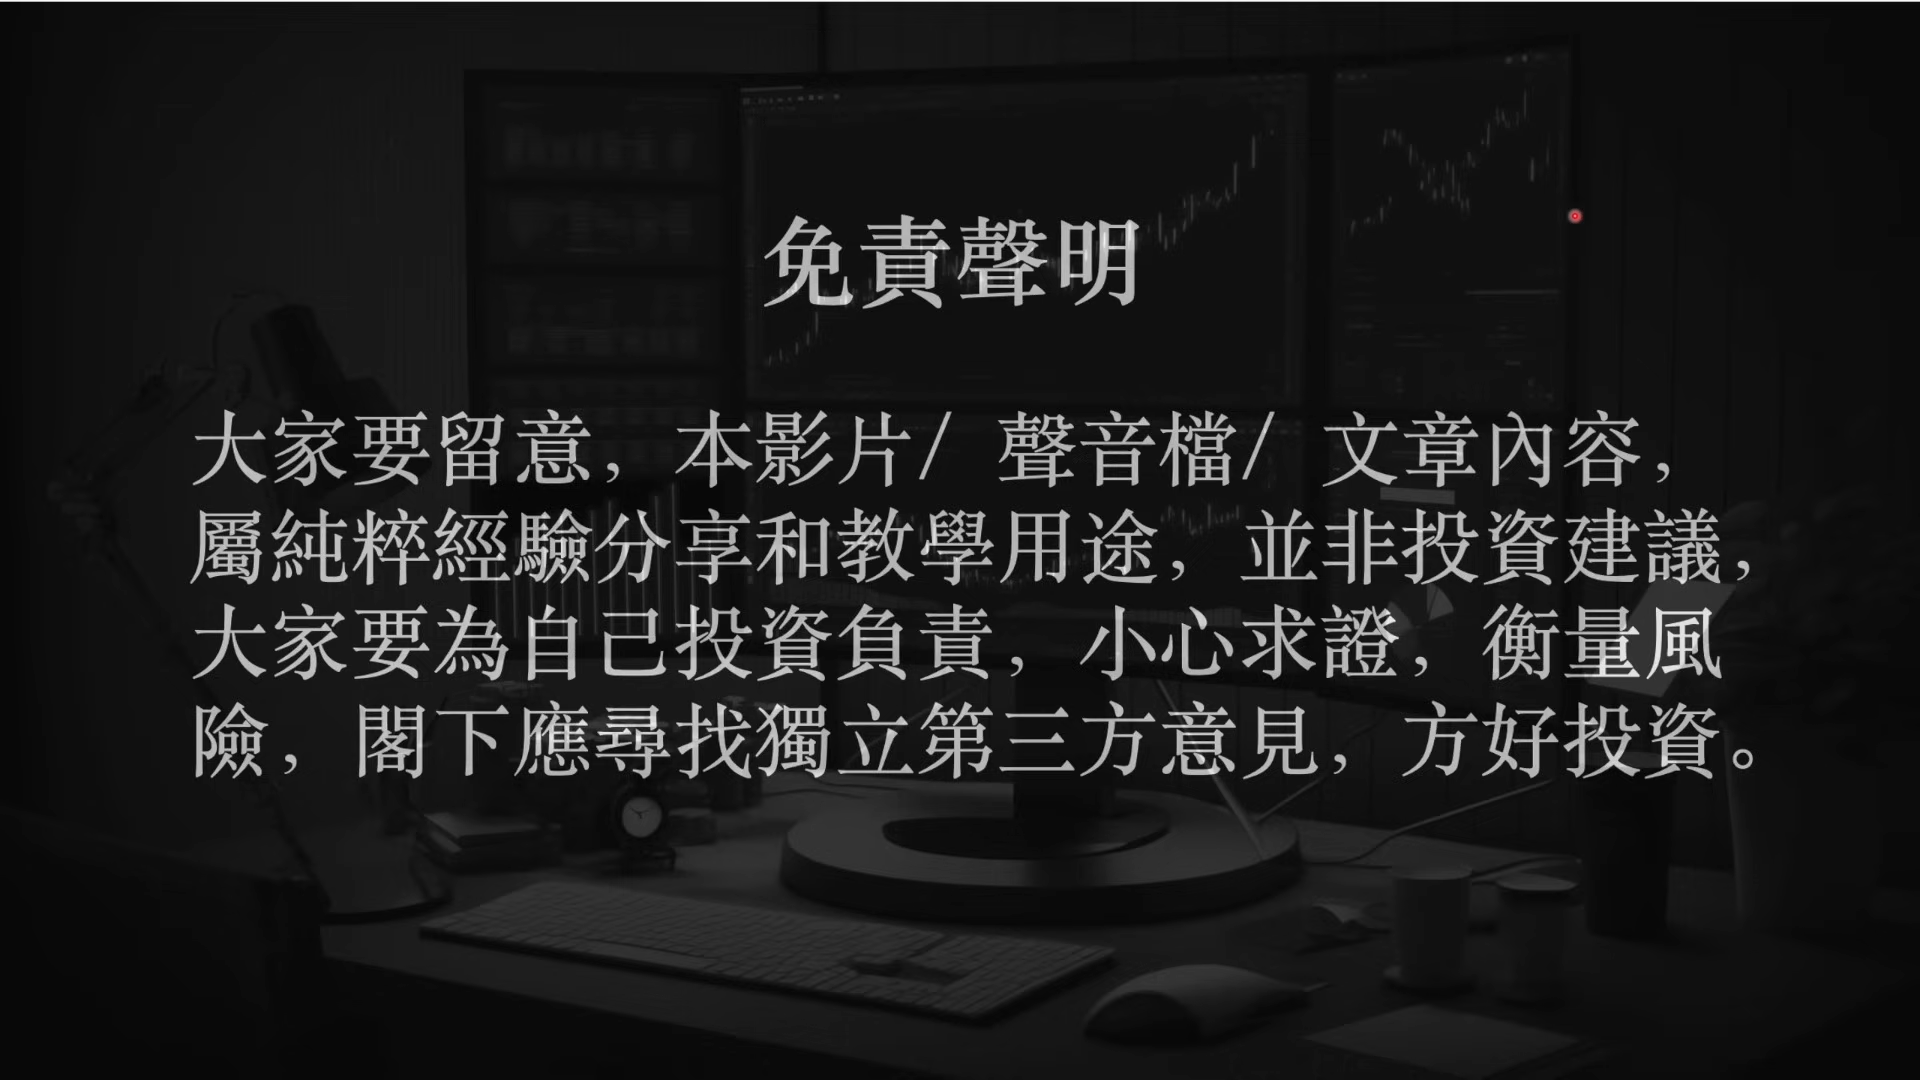 免責聲明
大家要留意，本影片/ 聲音檔/ 文章內容，
屬純粹經驗分享和教學用途，並非投資建議，
大家要為自己投資負責，小心求證，衡量風
險，閣下應尋找獨立第三方意見，方好投資。